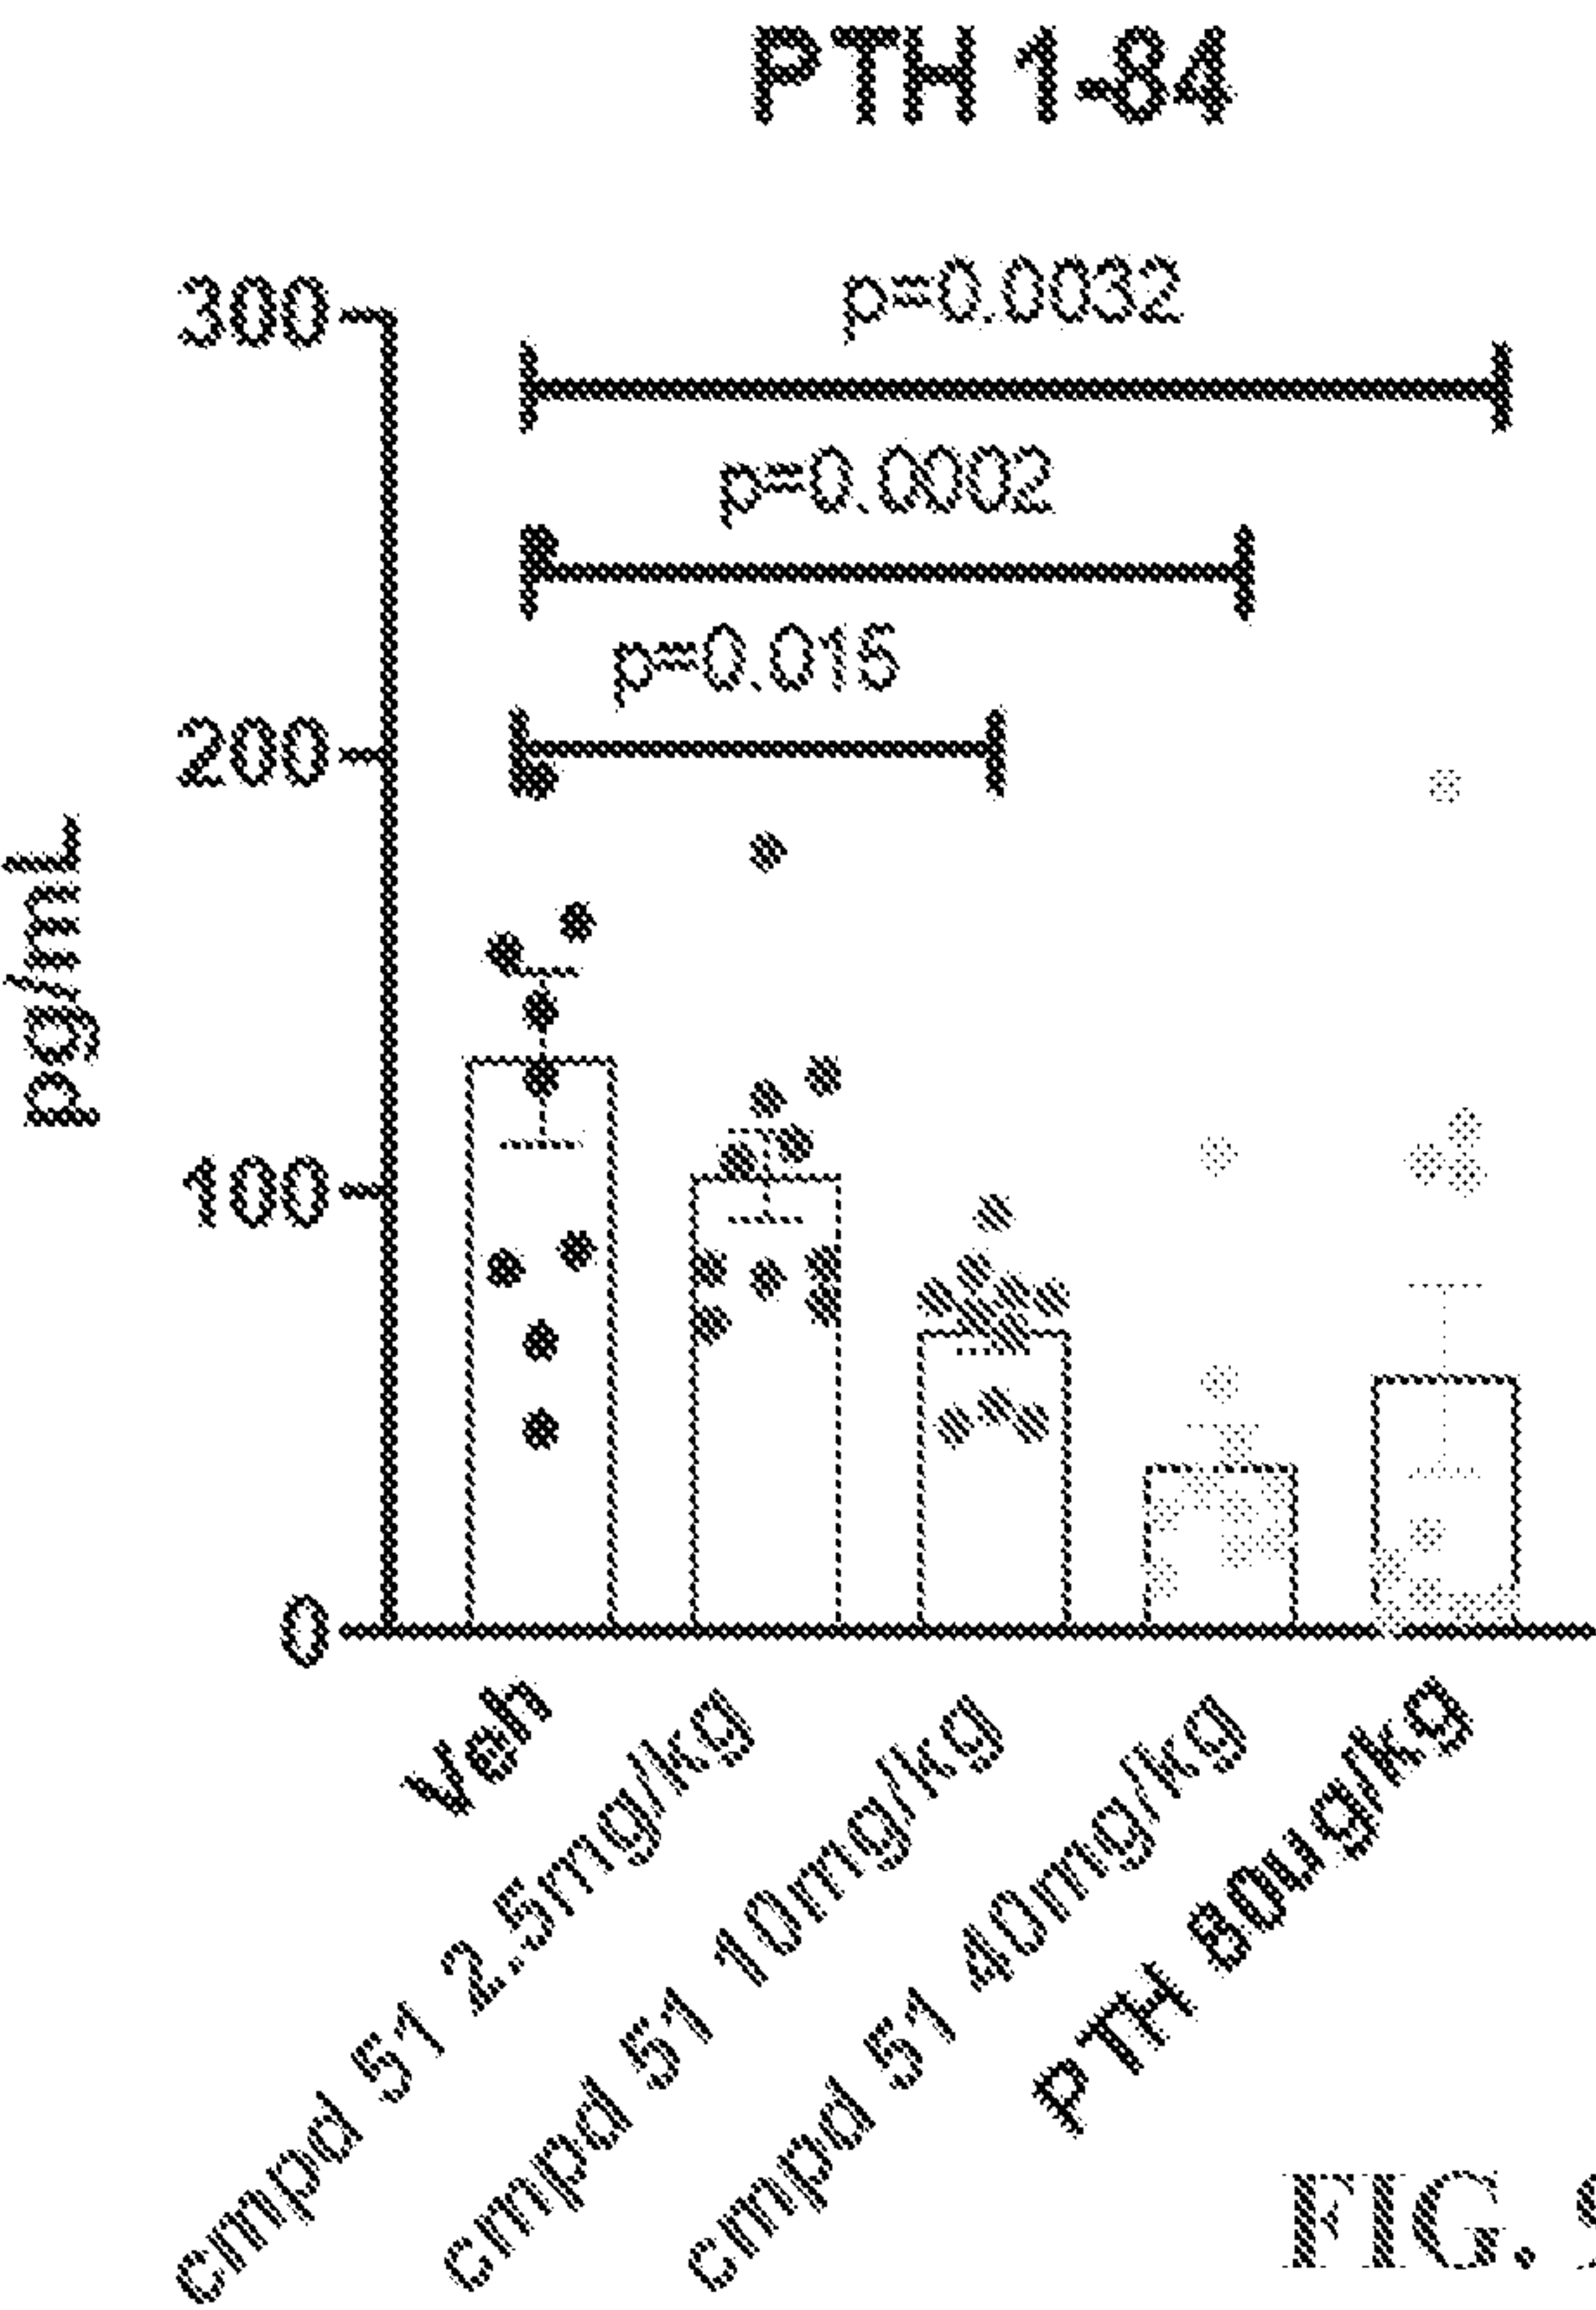 PTH 1-84
p=0.0032
p=0.0002
p=0.015
300
200
100
0
pg/mL
Veh
cmpd 51 2.5mg/kg
cmpd 51 10mg/kg
cmpd 51 40mg/kg
PTH 80ug/kg
FIG.